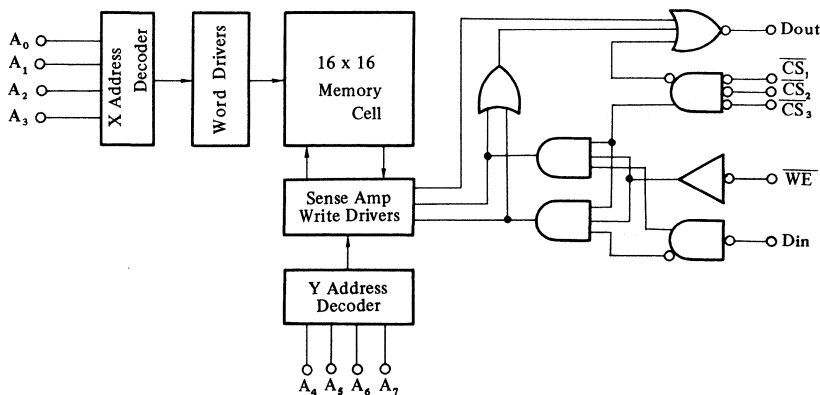 A0
A1
A2
A3
X Address
Decoder
Word Drivers
16 x 16
Memory
Cell
Sense Amp
Write Drivers
Y Address
Decoder
A4
A5
A6
A7
Dout
CS1
CS2
CS3
WE
Din